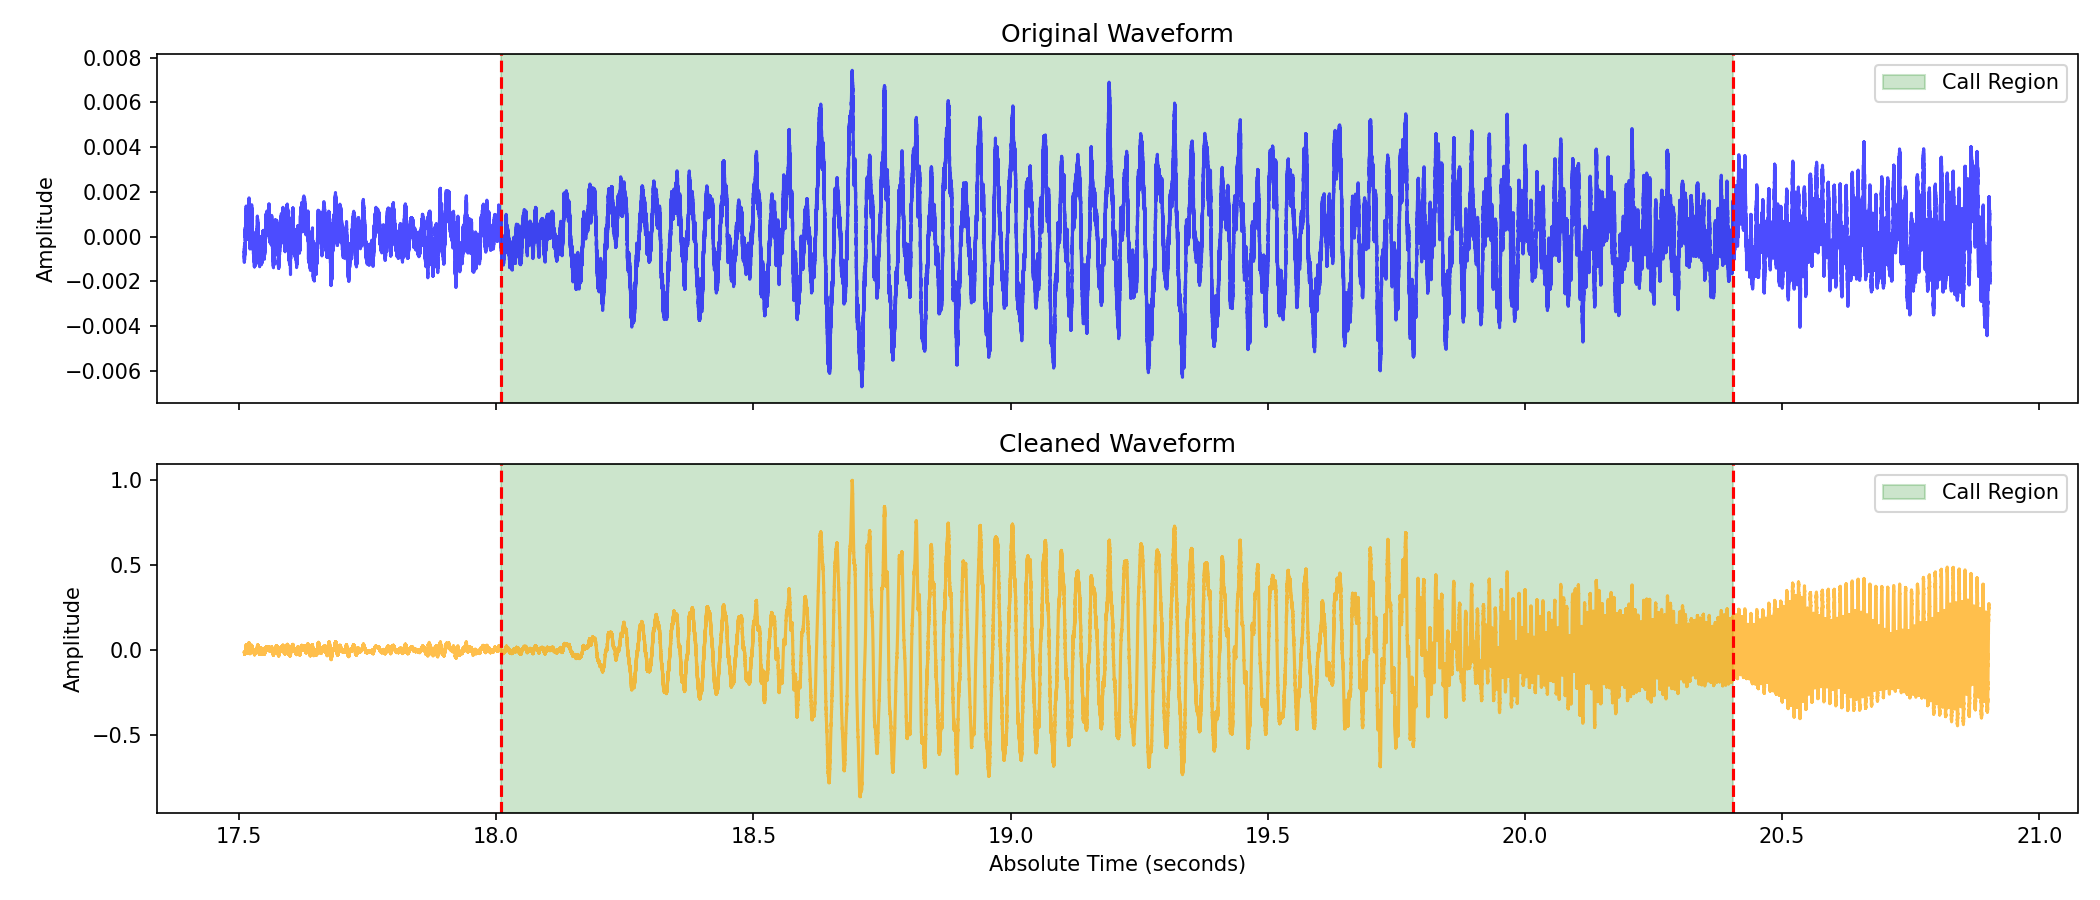 Original Waveform
0.008
0.006
0.004
0.002
0.000
−0.002
−0.004
−0.006
Amplitude
Call Region
Cleaned Waveform
1.0
0.5
0.0
−0.5
Amplitude
Call Region
17.5 18.0 18.5 19.0 19.5 20.0 20.5 21.0
Absolute Time (seconds)